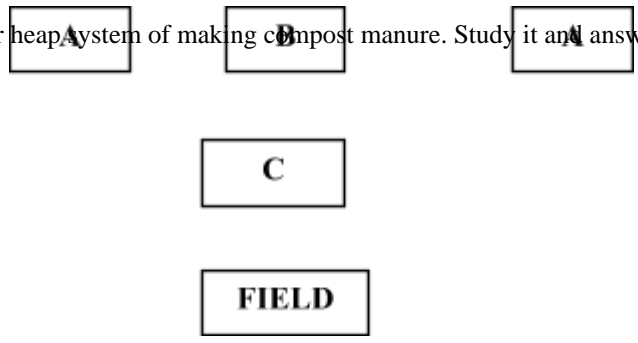 r heap system of making compost manure. Study it and answ
A B A
C
FIELD